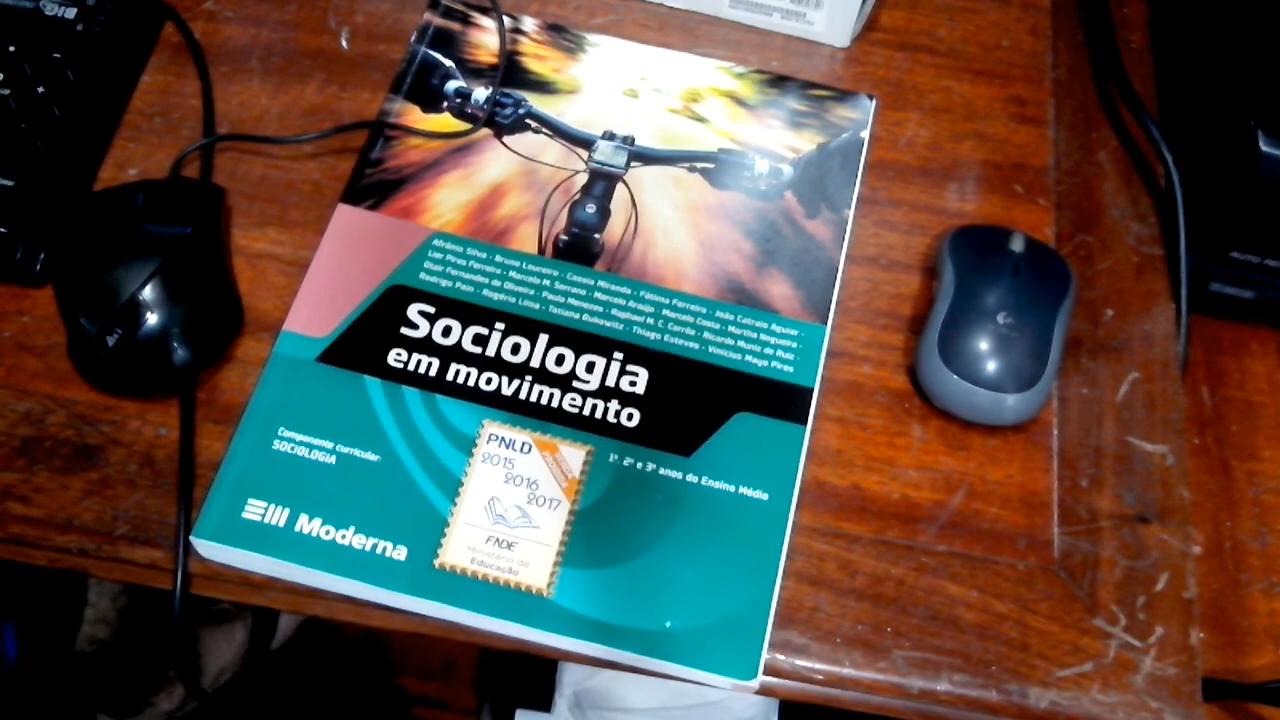 Afrânio Silva · Bruno Loureiro · Cassia Miranda · Fátima Ferreira · João Catraio Aguiar ·
Lier Pires Ferreira · Marcela M. Serrano · Marcelo Araújo · Marcelo Costa · Martha Nogueira ·
Otair Fernandes de Oliveira · Paula Menezes · Raphael M. C. Corrêa · Ricardo Muniz de Ruiz ·
Rodrigo Pain · Rogério Lima · Tatiana Bukowitz · Thiago Esteves · Vinicius Mayo Pires
Sociologia
em movimento
Componente curricular:
SOCIOLOGIA
1º, 2º e 3º anos do Ensino Médio
PNLD
2015
2016
2017
FNDE
Ministério da
Educação
Moderna